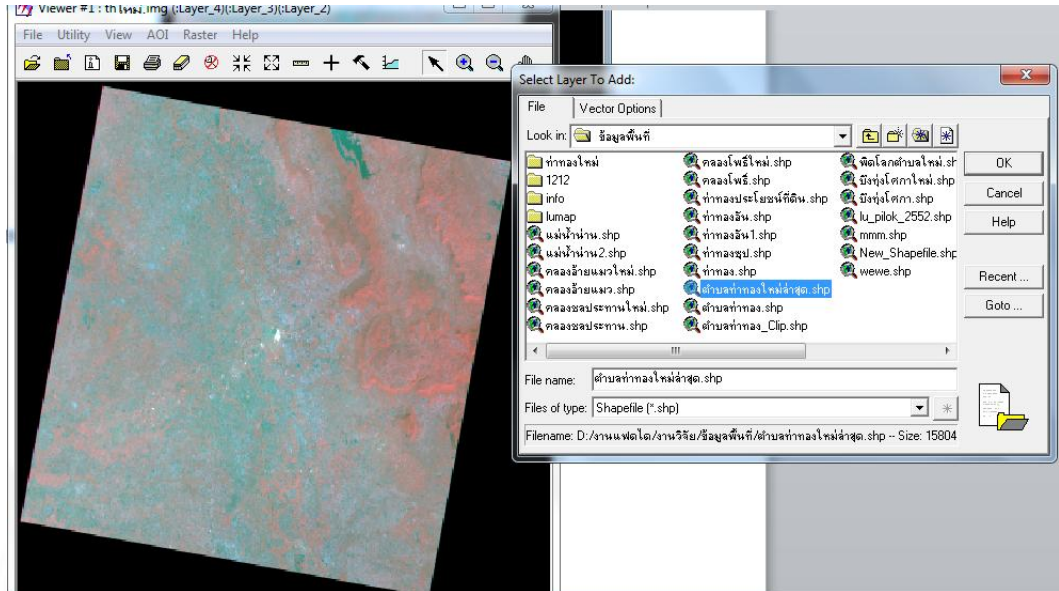 Viewer #1 : thใหม่.img (:Layer_4)(:Layer_3)(:Layer_2)
File Utility View AOI Raster Help
Select Layer To Add:
File Vector Options
Look in: ข้อมูลพื้นที่
ท่าทองใหม่
1212
info
lumap
แม่น้ำน่าน.shp
แม่น้ำน่าน2.shp
คลองอ้ายแมวใหม่.shp
คลองอ้ายแมว.shp
คลองชลประทานใหม่.shp
คลองชลประทาน.shp
คลองโพธิ์ใหม่.shp
คลองโพธิ์.shp
ท่าทองประโยชน์ที่ดิน.shp
ท่าทองอัน.shp
ท่าทองอัน1.shp
ท่าทองซุป.shp
ท่าทอง.shp
ตำบลท่าทองใหม่ล่าสุด.shp
ตำบลท่าทอง.shp
ตำบลท่าทอง_Clip.shp
พิดโลกตำบลใหม่.sh
บึงทุ่งโศกาใหม่.shp
บึงทุ่งโศกา.shp
lu_pilok_2552.shp
mmm.shp
New_Shapefile.shp
wewe.shp
OK
Cancel
Help
Recent ...
Goto ...
File name: ตำบลท่าทองใหม่ล่าสุด.shp
Files of type: Shapefile (*.shp)
Filename: D:/งานแฟดได/งานวิจัย/ข้อมูลพื้นที่/ตำบลท่าทองใหม่ล่าสุด.shp -- Size: 15804